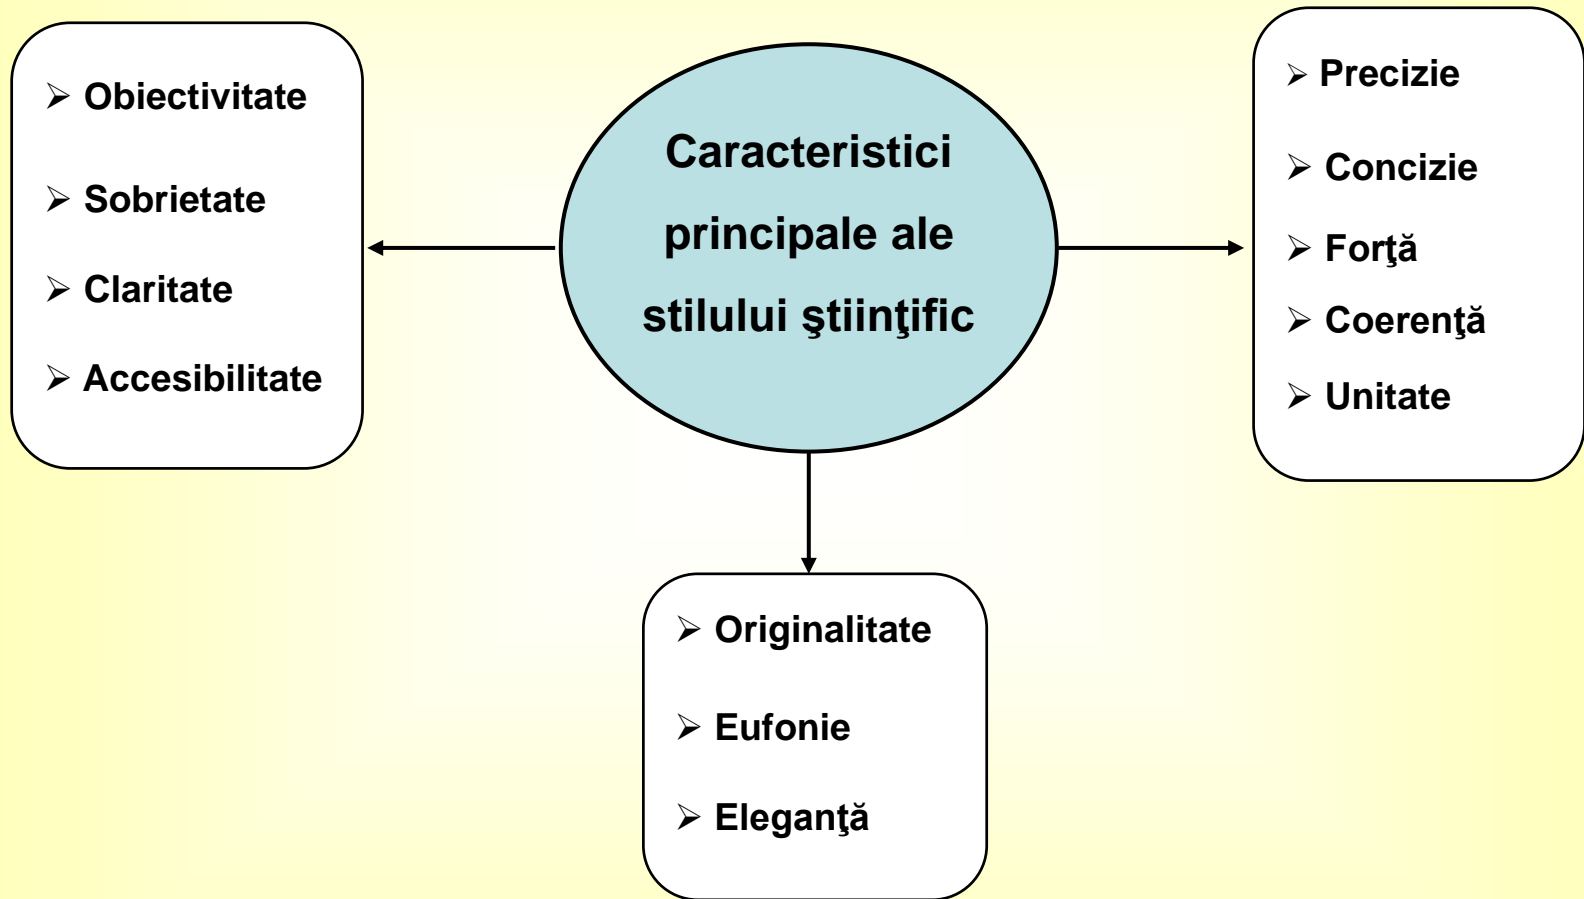 Caracteristici
principale ale
stilului ştiinţific
➢ Obiectivitate
➢ Sobrietate
➢ Claritate
➢ Accesibilitate
➢ Precizie
➢ Concizie
➢ Forţă
➢ Coerenţă
➢ Unitate
➢ Originalitate
➢ Eufonie
➢ Eleganţă